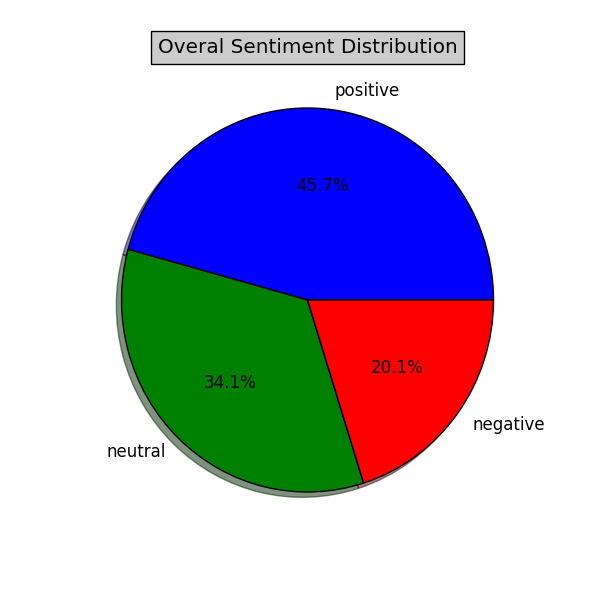 Overal Sentiment Distribution
positive
45.7%
34.1%
20.1%
negative
neutral